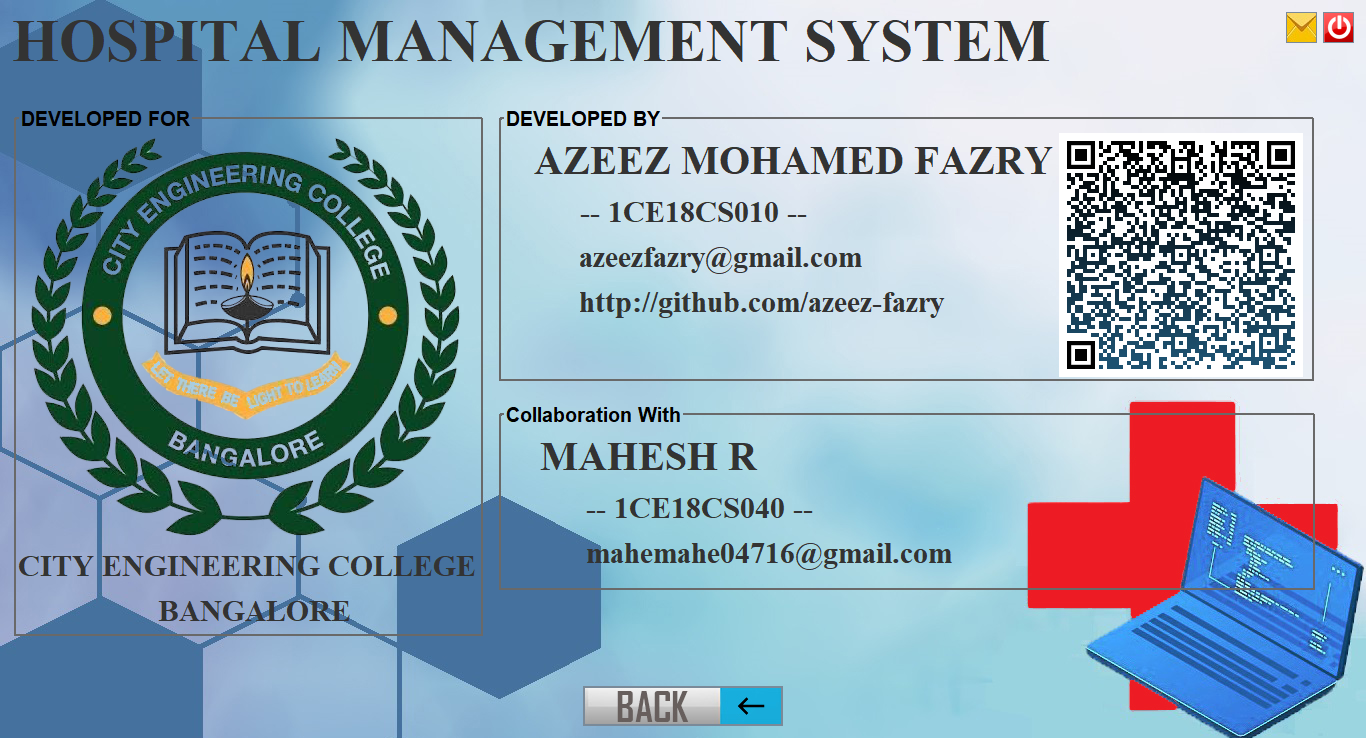 HOSPITAL MANAGEMENT SYSTEM
DEVELOPED FOR
CITY ENGINEERING COLLEGE
LET THERE BE LIGHT TO LEARN
BANGALORE
CITY ENGINEERING COLLEGE
BANGALORE
DEVELOPED BY
AZEEZ MOHAMED FAZRY
-- 1CE18CS010 --
azeezfazry@gmail.com
http://github.com/azeez-fazry
Collaboration With
MAHESH R
-- 1CE18CS040 --
mahemahe04716@gmail.com
BACK ←